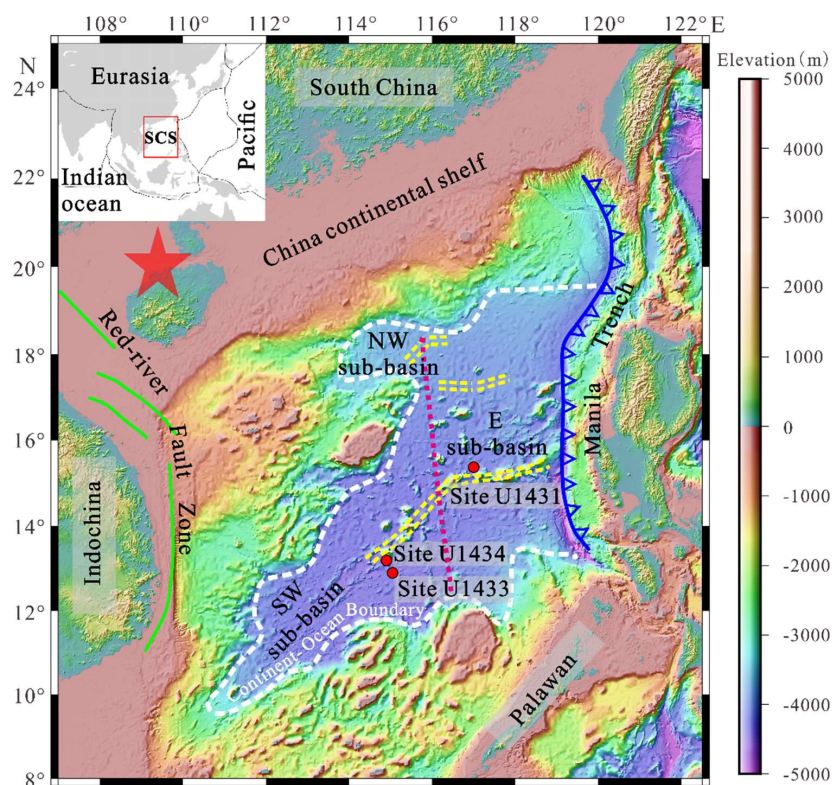 108° 110° 112° 114° 116° 118° 120° 122° E
Elevation (m)
N
24°
22°
20°
18°
16°
14°
12°
10°
8°
Eurasia
SCS
Pacific
Indian
ocean
South China
China continental shelf
Red-river
Fault
Zone
Indochina
NW
sub-basin
E
sub-basin
Site U1431
Site U1434
Site U1433
SW
sub-basin
ontinent-Ocean Boundary
Manila
Trench
Palawan
5000
4000
3000
2000
1000
0
-1000
-2000
-3000
-4000
-5000